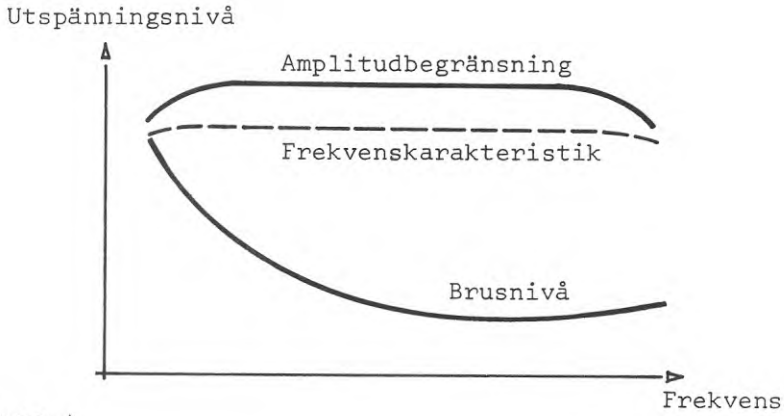 Utspänningsnivå
Amplitudbegränsning
Frekvenskarakteristik
Brusnivå
Frekvens